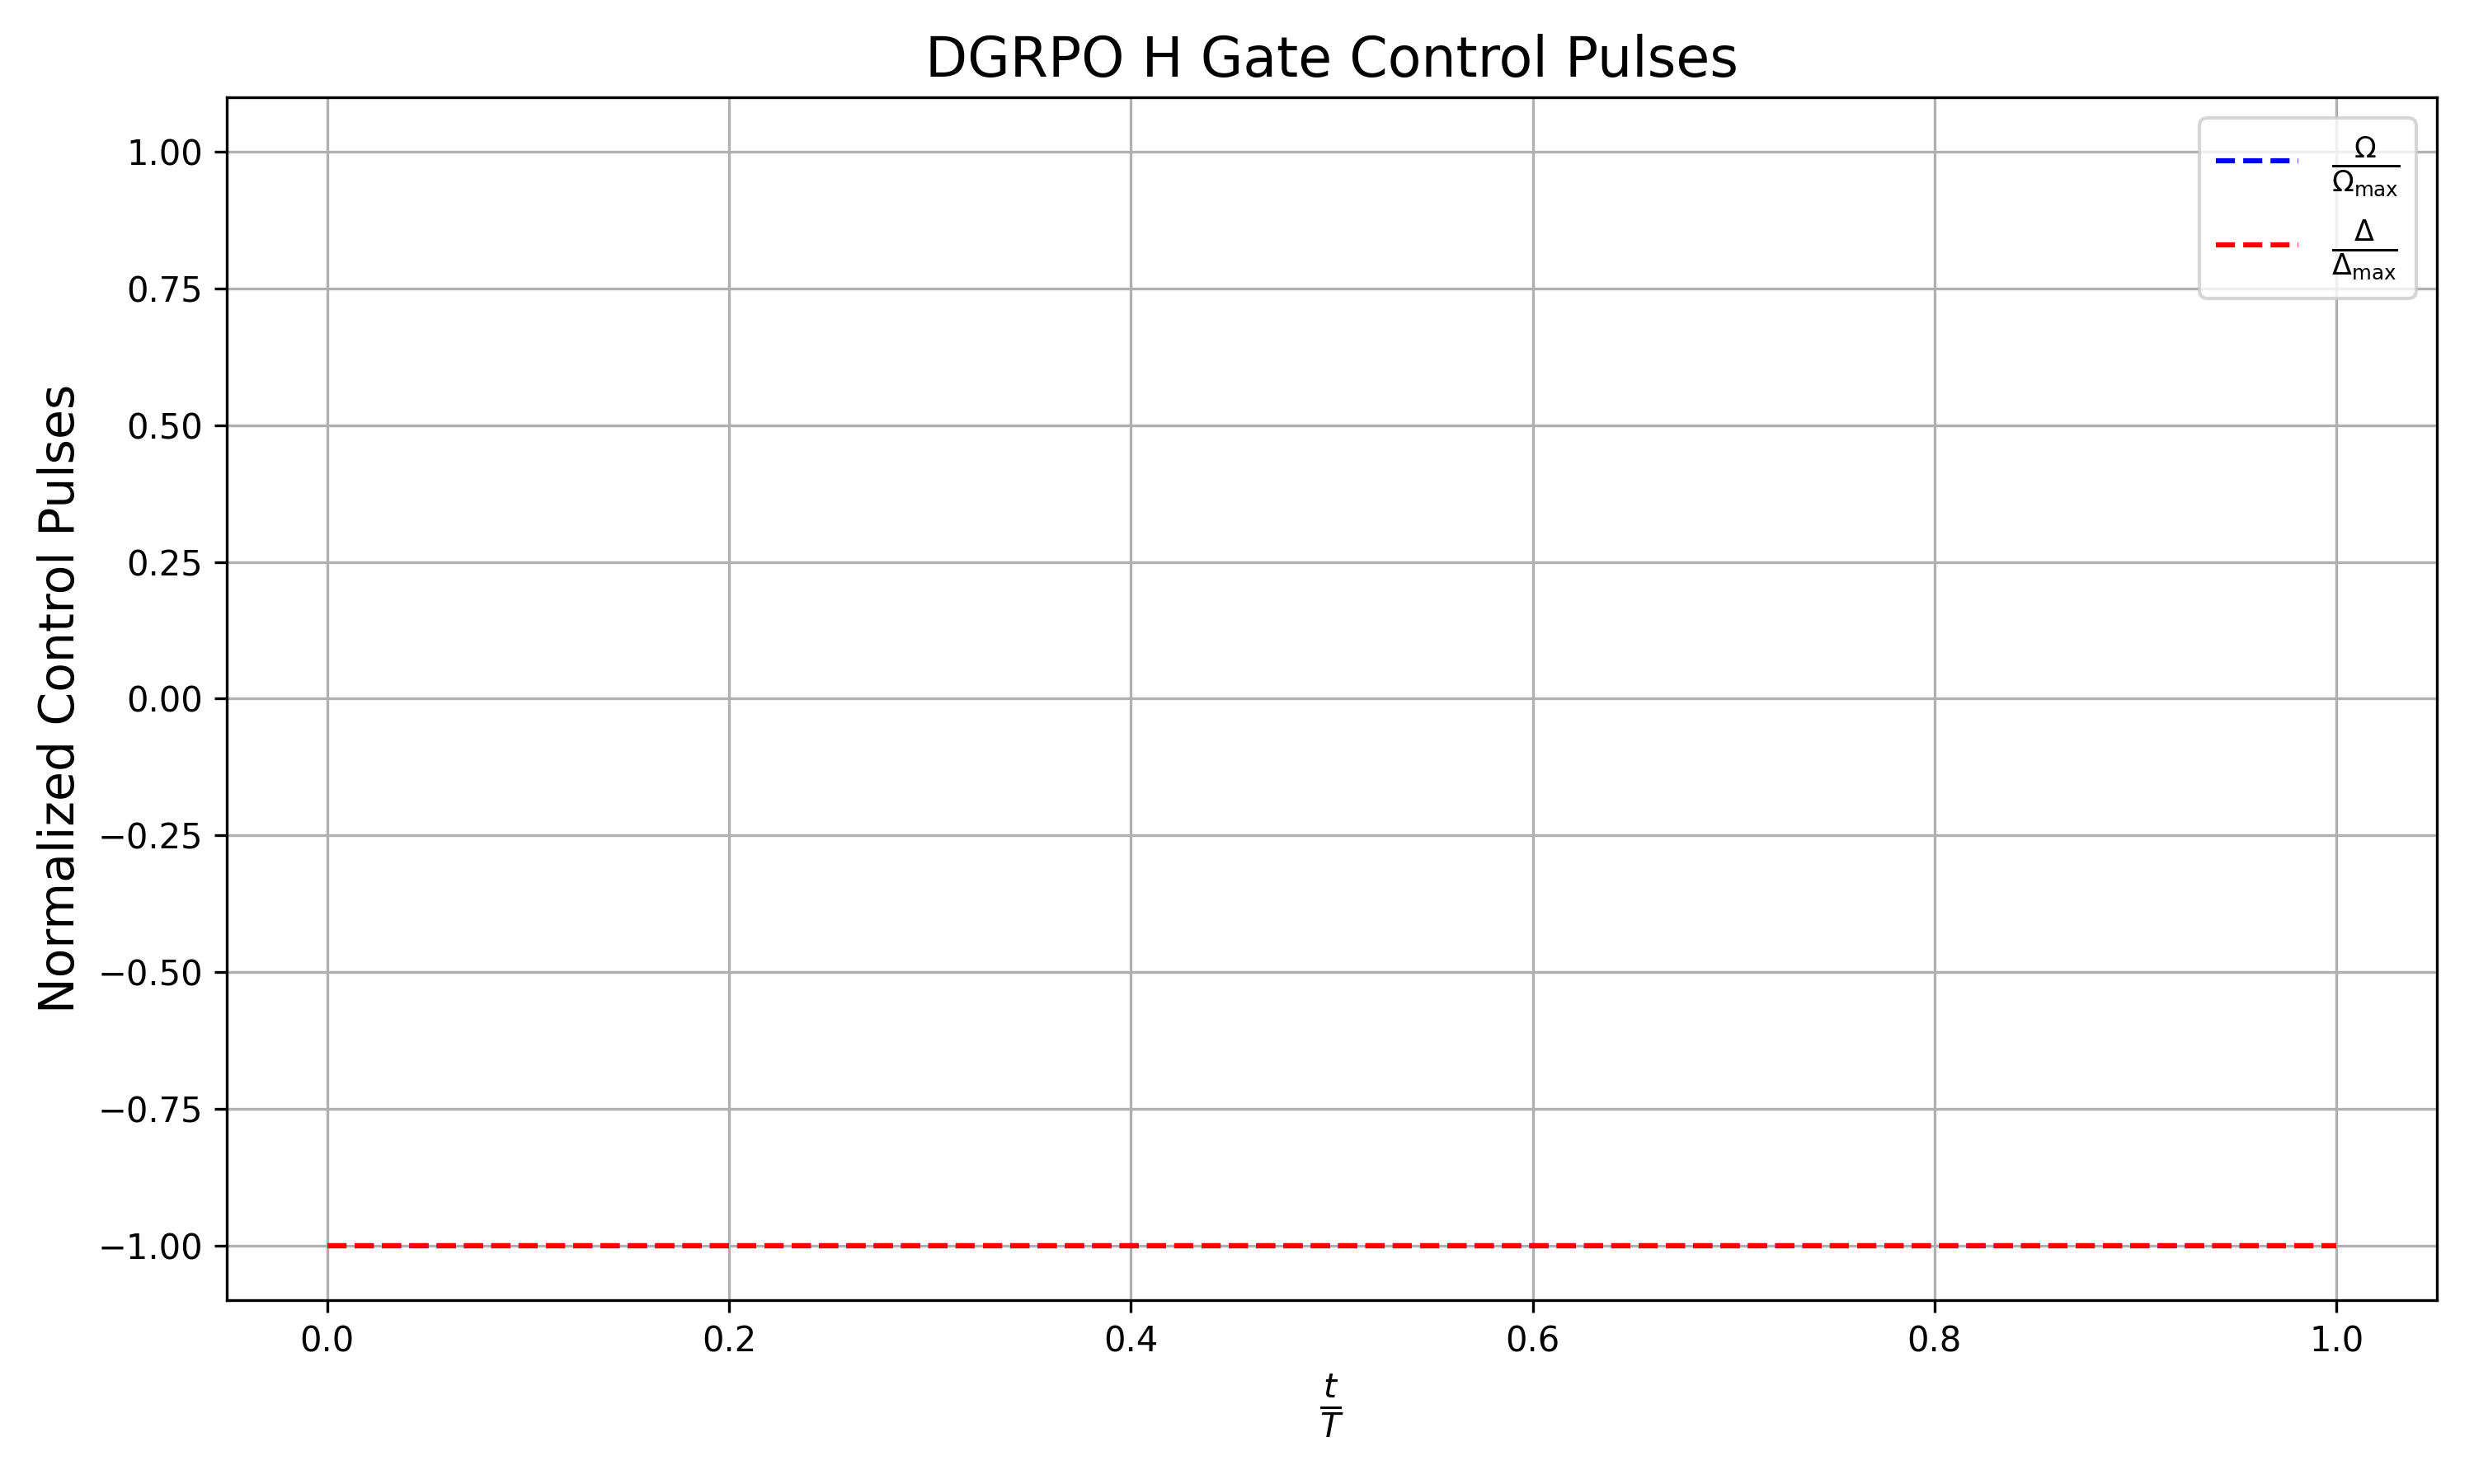 DGRPO H Gate Control Pulses
Normalized Control Pulses
1.00
0.75
0.50
0.25
0.00
−0.25
−0.50
−0.75
−1.00
0.0 0.2 0.4 0.6 0.8 1.0
t
T
Ω
Ωmax
Δ
Δmax